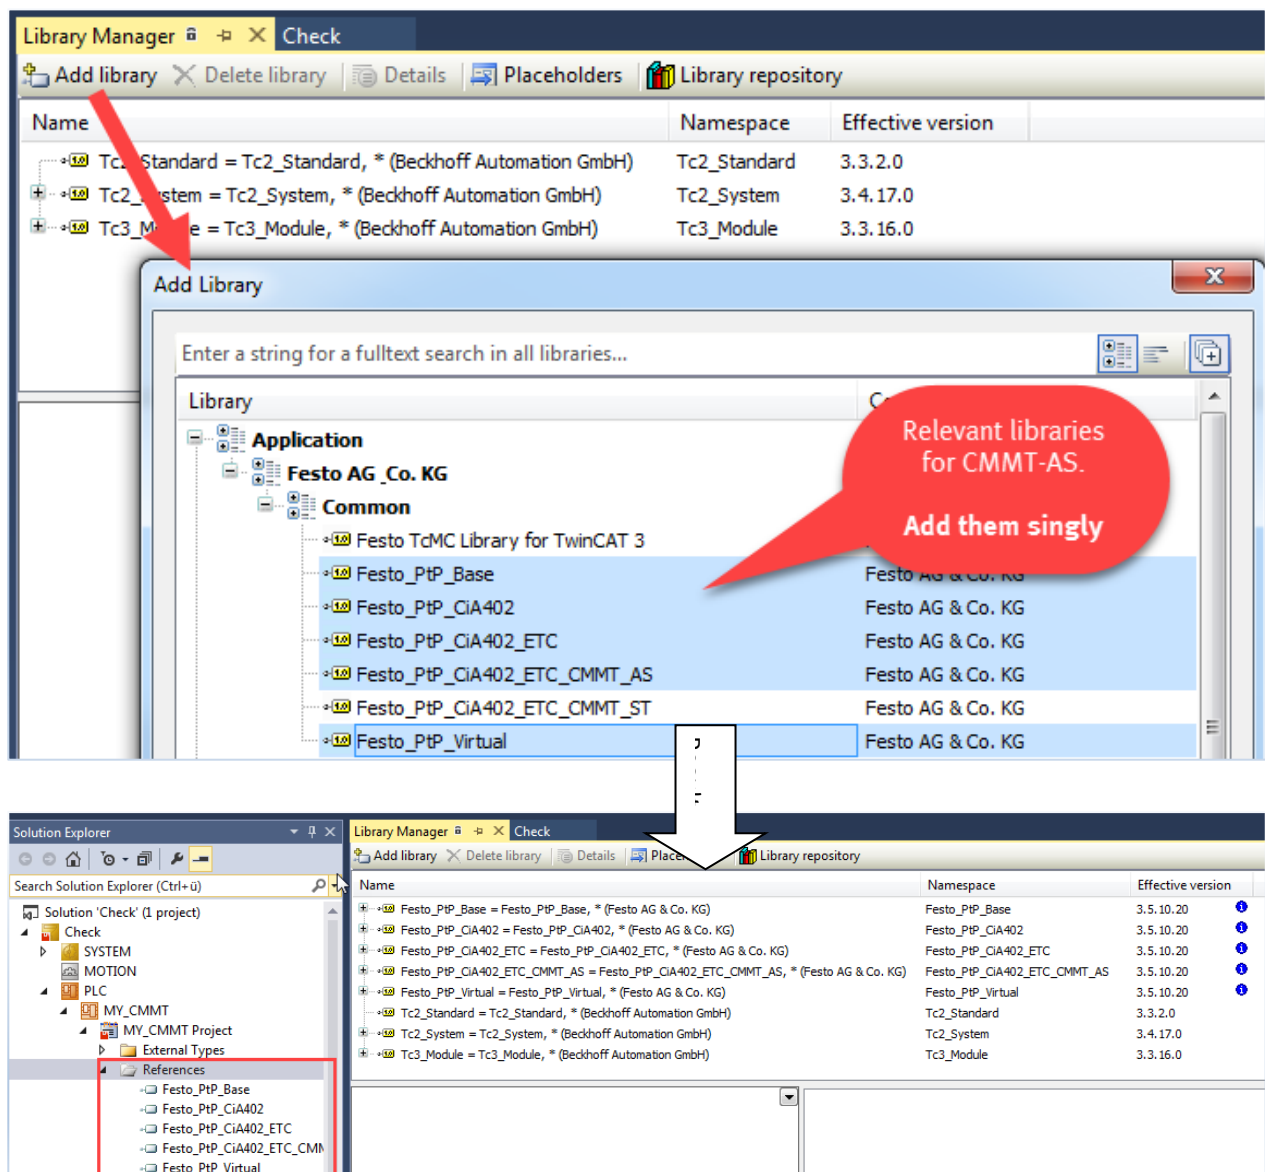 Library Manager Check
Add library Delete library Details Placeholders Library repository
Name Namespace Effective version
Standard = Tc2_Standard, * (Beckhoff Automation GmbH) Tc2_Standard 3.3.2.0
= Tc2_System, * (Beckhoff Automation GmbH) Tc2_System 3.4.17.0
= Tc3_Module, * (Beckhoff Automation GmbH) Tc3_Module 3.3.16.0
Add Library
Enter a string for a fulltext search in all libraries...
Library
Relevant libraries
for CMMT-AS.
Add them singly
Application
Festo AG _Co. KG
Common
Festo TcMC Library for TwinCAT 3
Festo_PtP_Base Festo AG & Co. KG
Festo_PtP_CiA402 Festo AG & Co. KG
Festo_PtP_CiA402_ETC Festo AG & Co. KG
Festo_PtP_CiA402_ETC_CMMT_AS Festo AG & Co. KG
Festo_PtP_CiA402_ETC_CMMT_ST Festo AG & Co. KG
Festo_PtP_Virtual Festo AG & Co. KG
Solution Explorer
Search Solution Explorer (Ctrl+ü)
Solution 'Check' (1 project)
Check
SYSTEM
MOTION
PLC
MY_CMMT
MY_CMMT Project
External Types
References
Festo_PtP_Base
Festo_PtP_CiA402
Festo_PtP_CiA402_ETC
Festo_PtP_CiA402_ETC_CMM
Festo_PtP_Virtual
Library Manager Check
Add library Delete library Details Place Library repository
Name Namespace Effective version
Festo_PtP_Base = Festo_PtP_Base, * (Festo AG & Co. KG) Festo_PtP_Base 3.5.10.20
Festo_PtP_CiA402 = Festo_PtP_CiA402, * (Festo AG & Co. KG) Festo_PtP_CiA402 3.5.10.20
Festo_PtP_CiA402_ETC = Festo_PtP_CiA402_ETC, * (Festo AG & Co. KG) Festo_PtP_CiA402_ETC 3.5.10.20
Festo_PtP_CiA402_ETC_CMMT_AS = Festo_PtP_CiA402_ETC_CMMT_AS, * (Festo AG & Co. KG) Festo_PtP_CiA402_ETC_CMMT_AS 3.5.10.20
Festo_PtP_Virtual = Festo_PtP_Virtual, * (Festo AG & Co. KG) Festo_PtP_Virtual 3.5.10.20
Tc2_Standard = Tc2_Standard, * (Beckhoff Automation GmbH) Tc2_Standard 3.3.2.0
Tc2_System = Tc2_System, * (Beckhoff Automation GmbH) Tc2_System 3.4.17.0
Tc3_Module = Tc3_Module, * (Beckhoff Automation GmbH) Tc3_Module 3.3.16.0